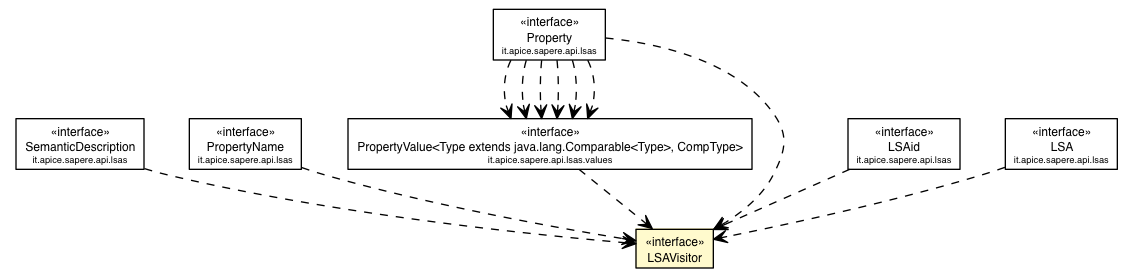 «interface»
Property
it.apice.sapere.api.lsas
«interface»
SemanticDescription
it.apice.sapere.api.lsas
«interface»
PropertyName
it.apice.sapere.api.lsas
«interface»
PropertyValue<Type extends java.lang.Comparable<Type>, CompType>
it.apice.sapere.api.lsas.values
«interface»
LSAid
it.apice.sapere.api.lsas
«interface»
LSA
it.apice.sapere.api.lsas
«interface»
LSAVisitor